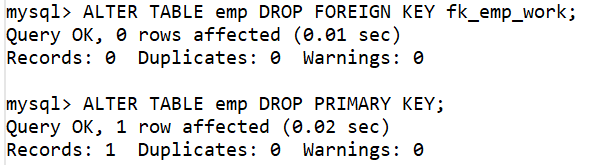 mysql> ALTER TABLE emp DROP FOREIGN KEY fk_emp_work;
Query OK, 0 rows affected (0.01 sec)
Records: 0  Duplicates: 0  Warnings: 0

mysql> ALTER TABLE emp DROP PRIMARY KEY;
Query OK, 1 row affected (0.02 sec)
Records: 1  Duplicates: 0  Warnings: 0